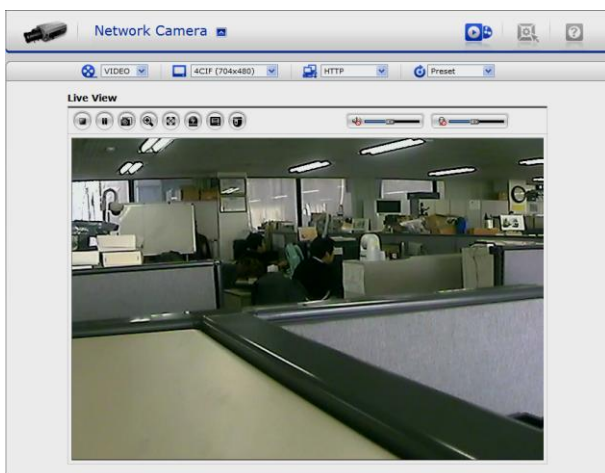 Network Camera
VIDEO
4CIF (704x480)
HTTP
Preset
Live View